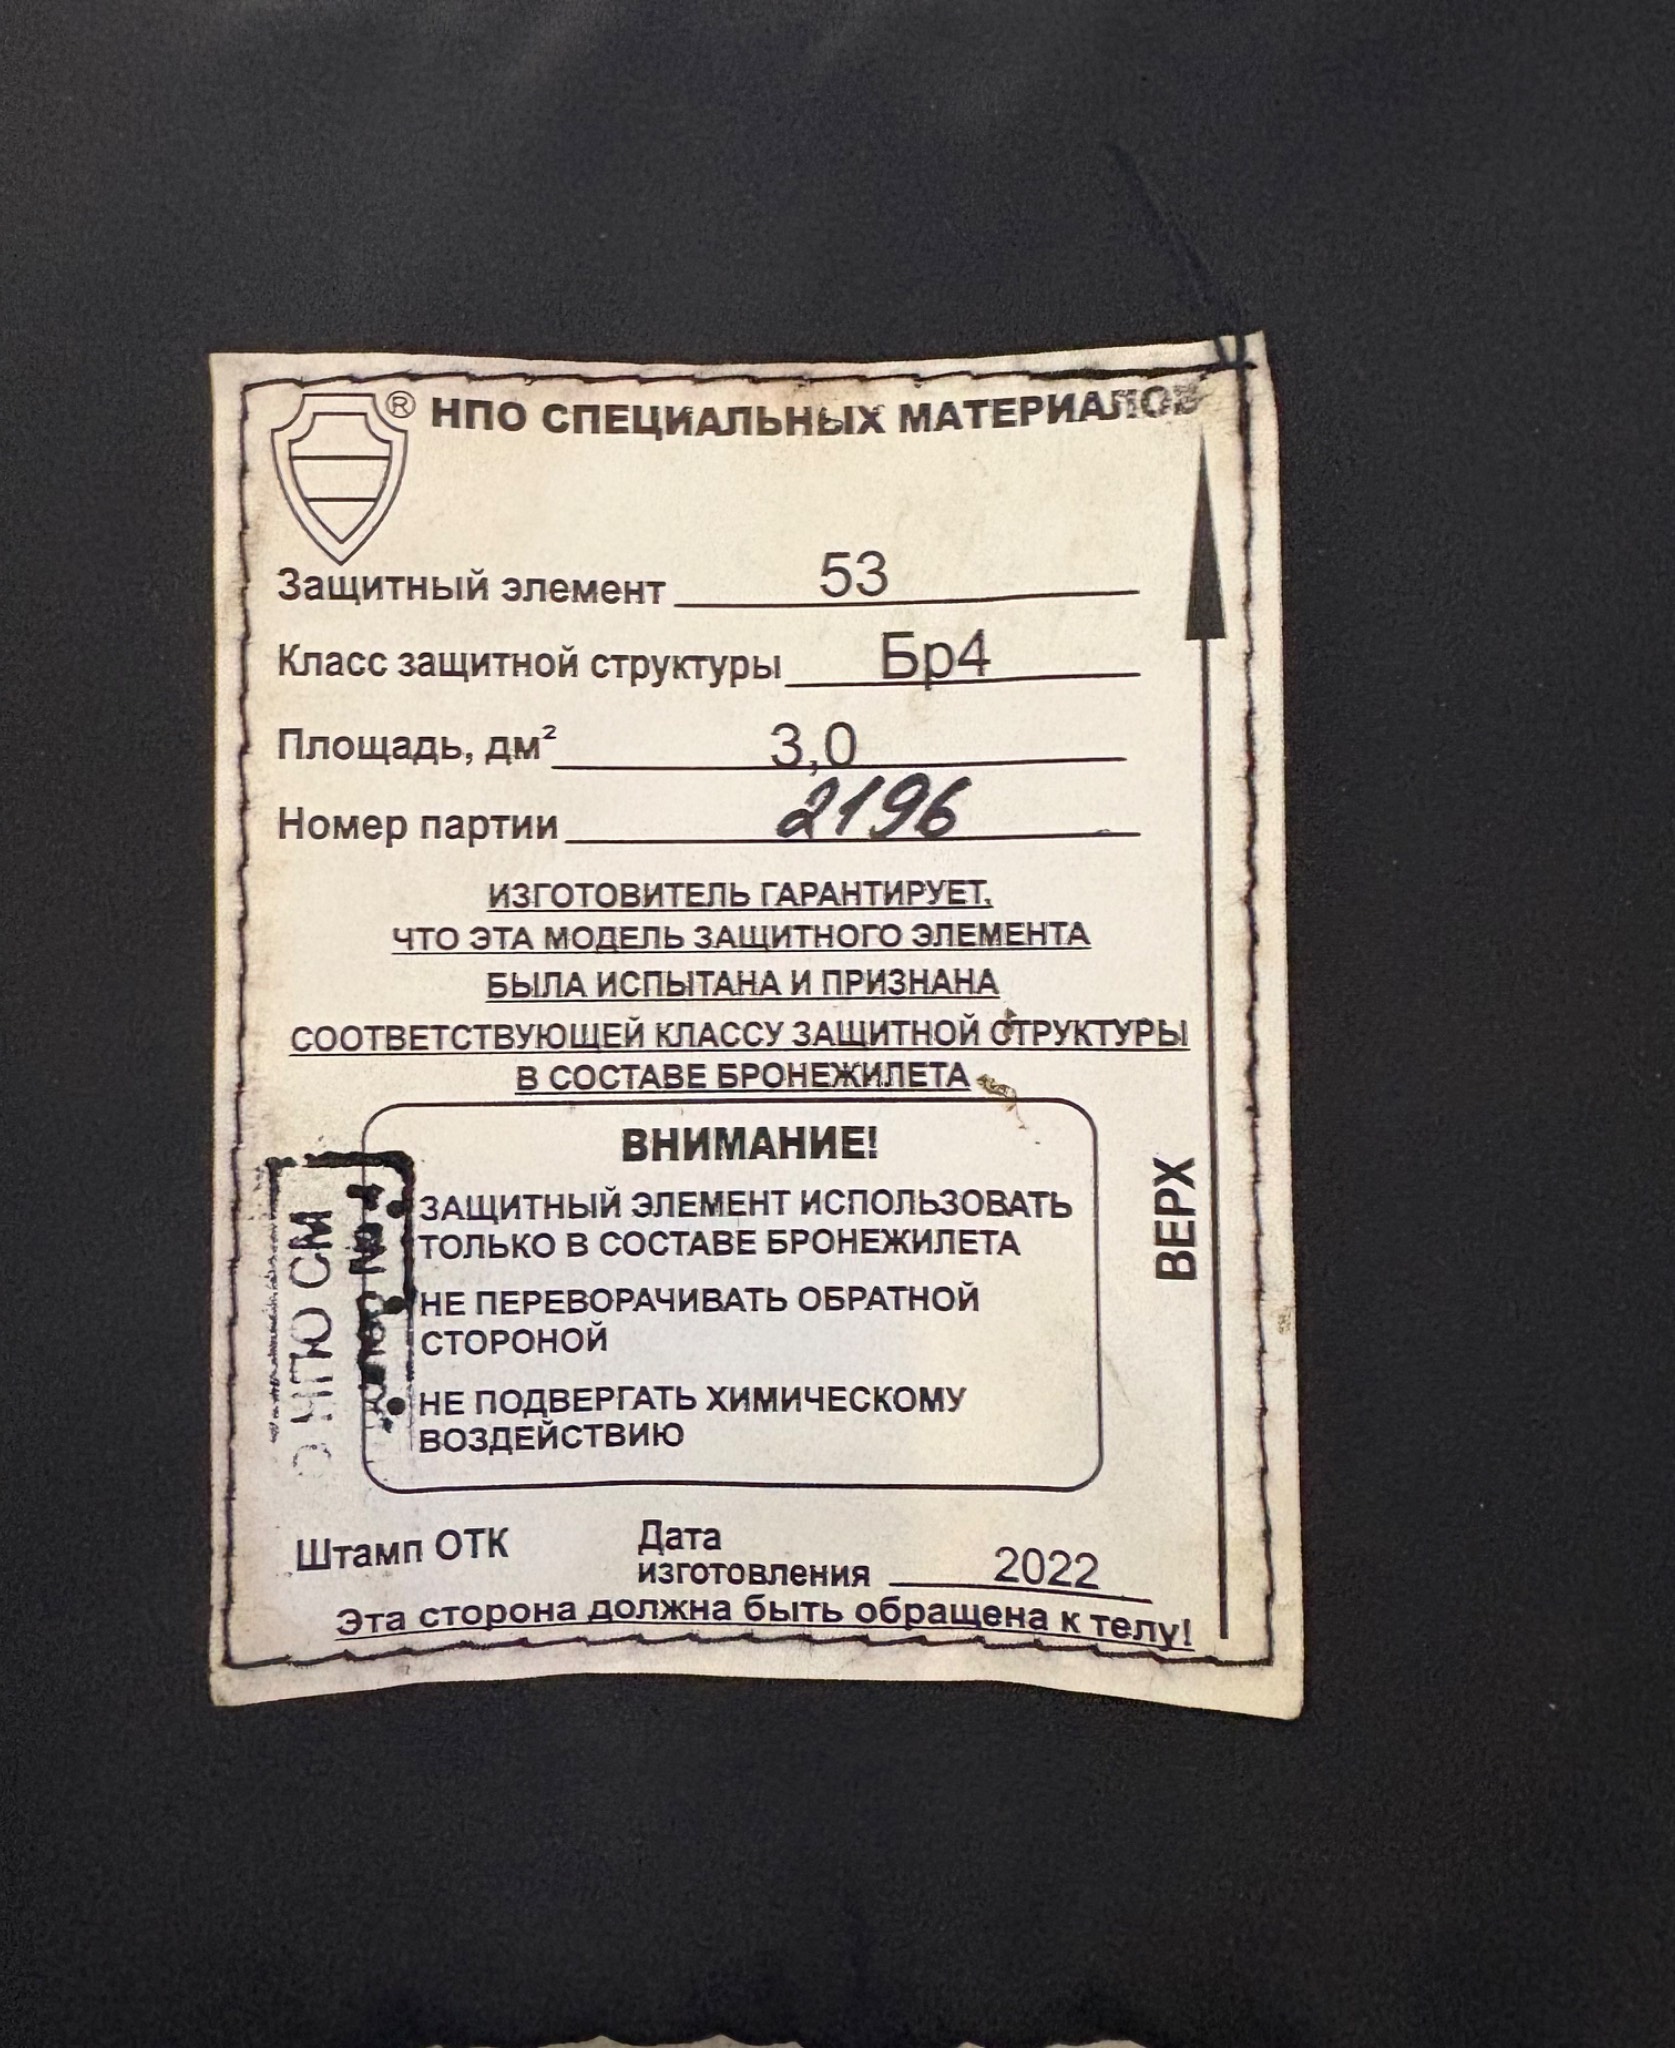 ® НПО СПЕЦИАЛЬНЫХ МАТЕРИАЛОВ
Защитный элемент 53
Класс защитной структуры Бр4
Площадь, дм² 3,0
Номер партии 2196
ИЗГОТОВИТЕЛЬ ГАРАНТИРУЕТ,
ЧТО ЭТА МОДЕЛЬ ЗАЩИТНОГО ЭЛЕМЕНТА
БЫЛА ИСПЫТАНА И ПРИЗНАНА
СООТВЕТСТВУЮЩЕЙ КЛАССУ ЗАЩИТНОЙ СТРУКТУРЫ
В СОСТАВЕ БРОНЕЖИЛЕТА
ВНИМАНИЕ!
• ЗАЩИТНЫЙ ЭЛЕМЕНТ ИСПОЛЬЗОВАТЬ
ТОЛЬКО В СОСТАВЕ БРОНЕЖИЛЕТА
• НЕ ПЕРЕВОРАЧИВАТЬ ОБРАТНОЙ
СТОРОНОЙ
• НЕ ПОДВЕРГАТЬ ХИМИЧЕСКОМУ
ВОЗДЕЙСТВИЮ
ВЕРХ
НПО СМ
Штамп ОТК
Дата
изготовления 2022
Эта сторона должна быть обращена к телу!